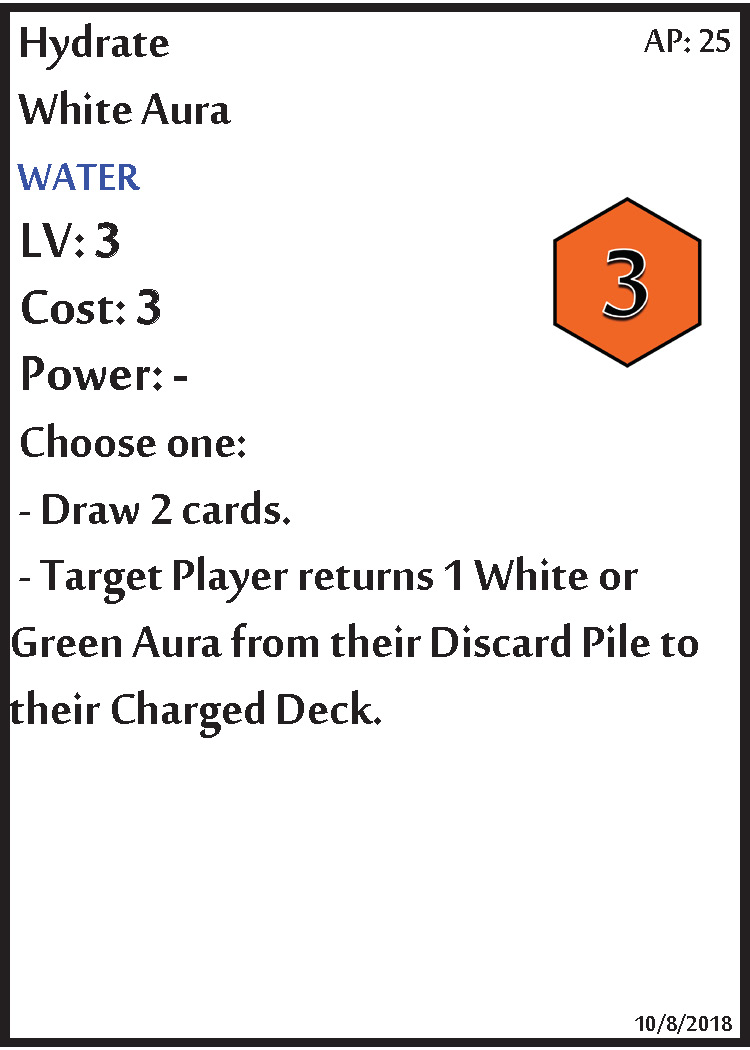 Hydrate
AP: 25
White Aura
WATER
LV: 3
Cost: 3
3
Power: -
Choose one:
- Draw 2 cards.
- Target Player returns 1 White or
Green Aura from their Discard Pile to
their Charged Deck.
10/8/2018